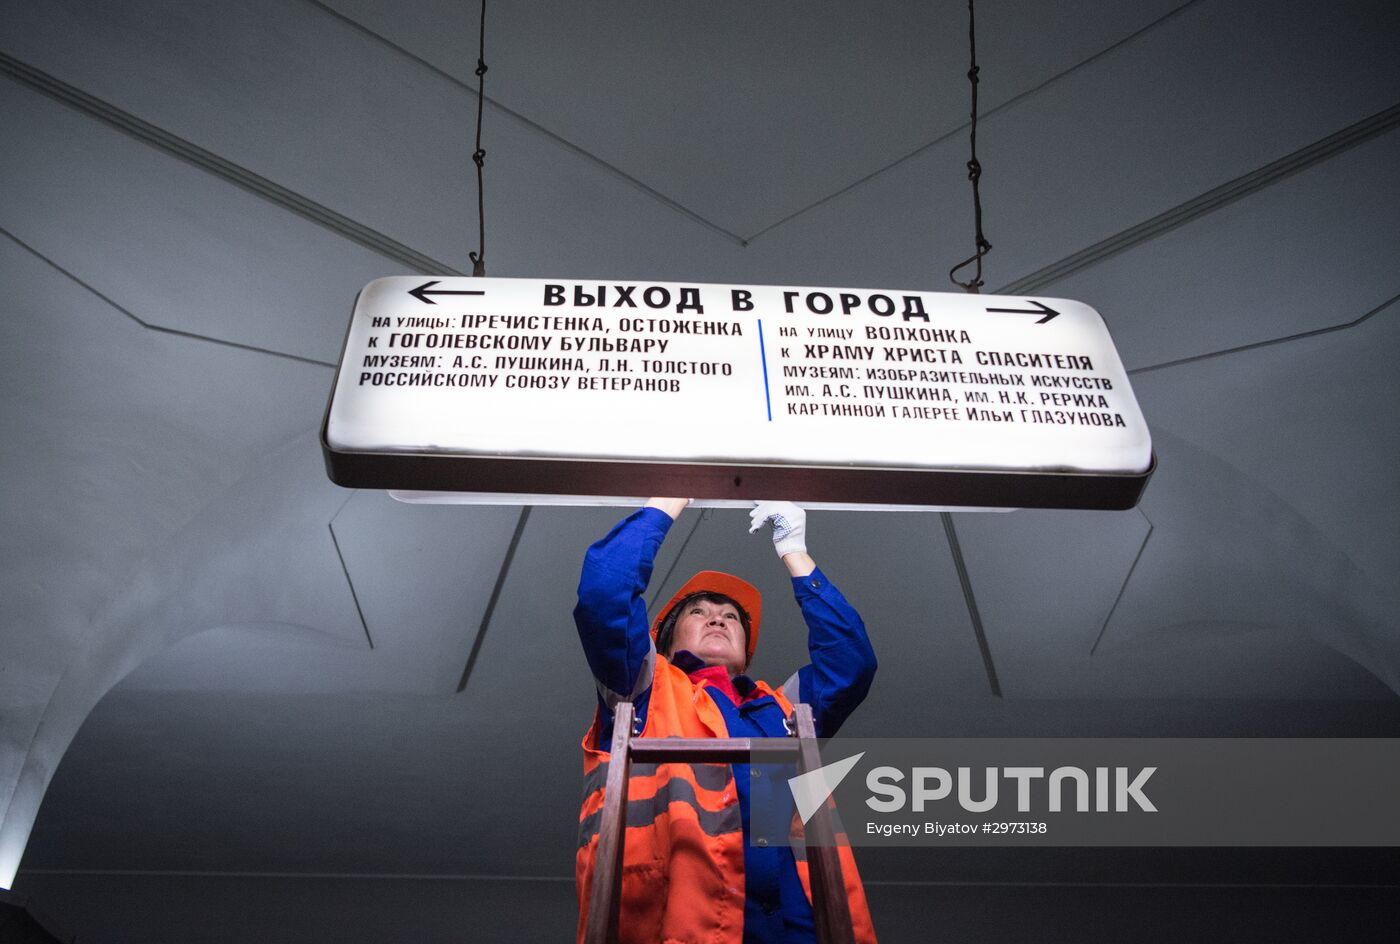 ← ВЫХОД В ГОРОД →
НА УЛИЦЫ: ПРЕЧИСТЕНКА, ОСТОЖЕНКА
К ГОГОЛЕВСКОМУ БУЛЬВАРУ
МУЗЕЯМ: А.С. ПУШКИНА, Л.Н. ТОЛСТОГО
РОССИЙСКОМУ СОЮЗУ ВЕТЕРАНОВ
НА УЛИЦУ ВОЛХОНКА
К ХРАМУ ХРИСТА СПАСИТЕЛЯ
МУЗЕЯМ: ИЗОБРАЗИТЕЛЬНЫХ ИСКУССТВ
ИМ. А.С. ПУШКИНА, ИМ. Н.К. РЕРИХА
КАРТИННОЙ ГАЛЕРЕЕ ИЛЬИ ГЛАЗУНОВА
SPUTNIK
Evgeny Biyatov #2973138